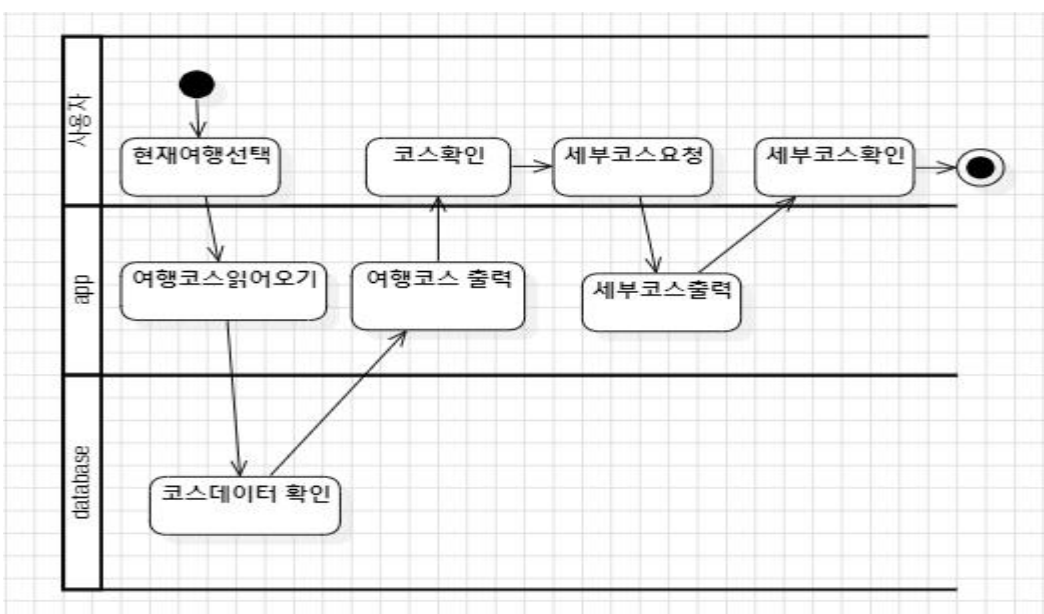 사용자
현재여행선택
코스확인
세부코스요청
세부코스확인
app
여행코스읽어오기
여행코스 출력
세부코스출력
database
코스데이터 확인